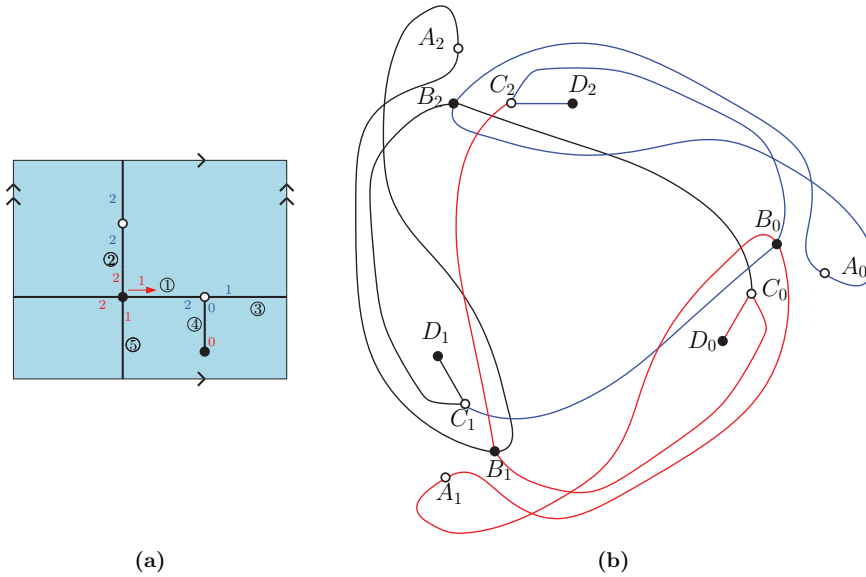 A₂
C₂
D₂
B₂
2
2
②
2
1
①
2
1
2
0
1
③
④
⑤
0
B₀
A₀
C₀
D₀
D₁
C₁
B₁
A₁
(a)
(b)